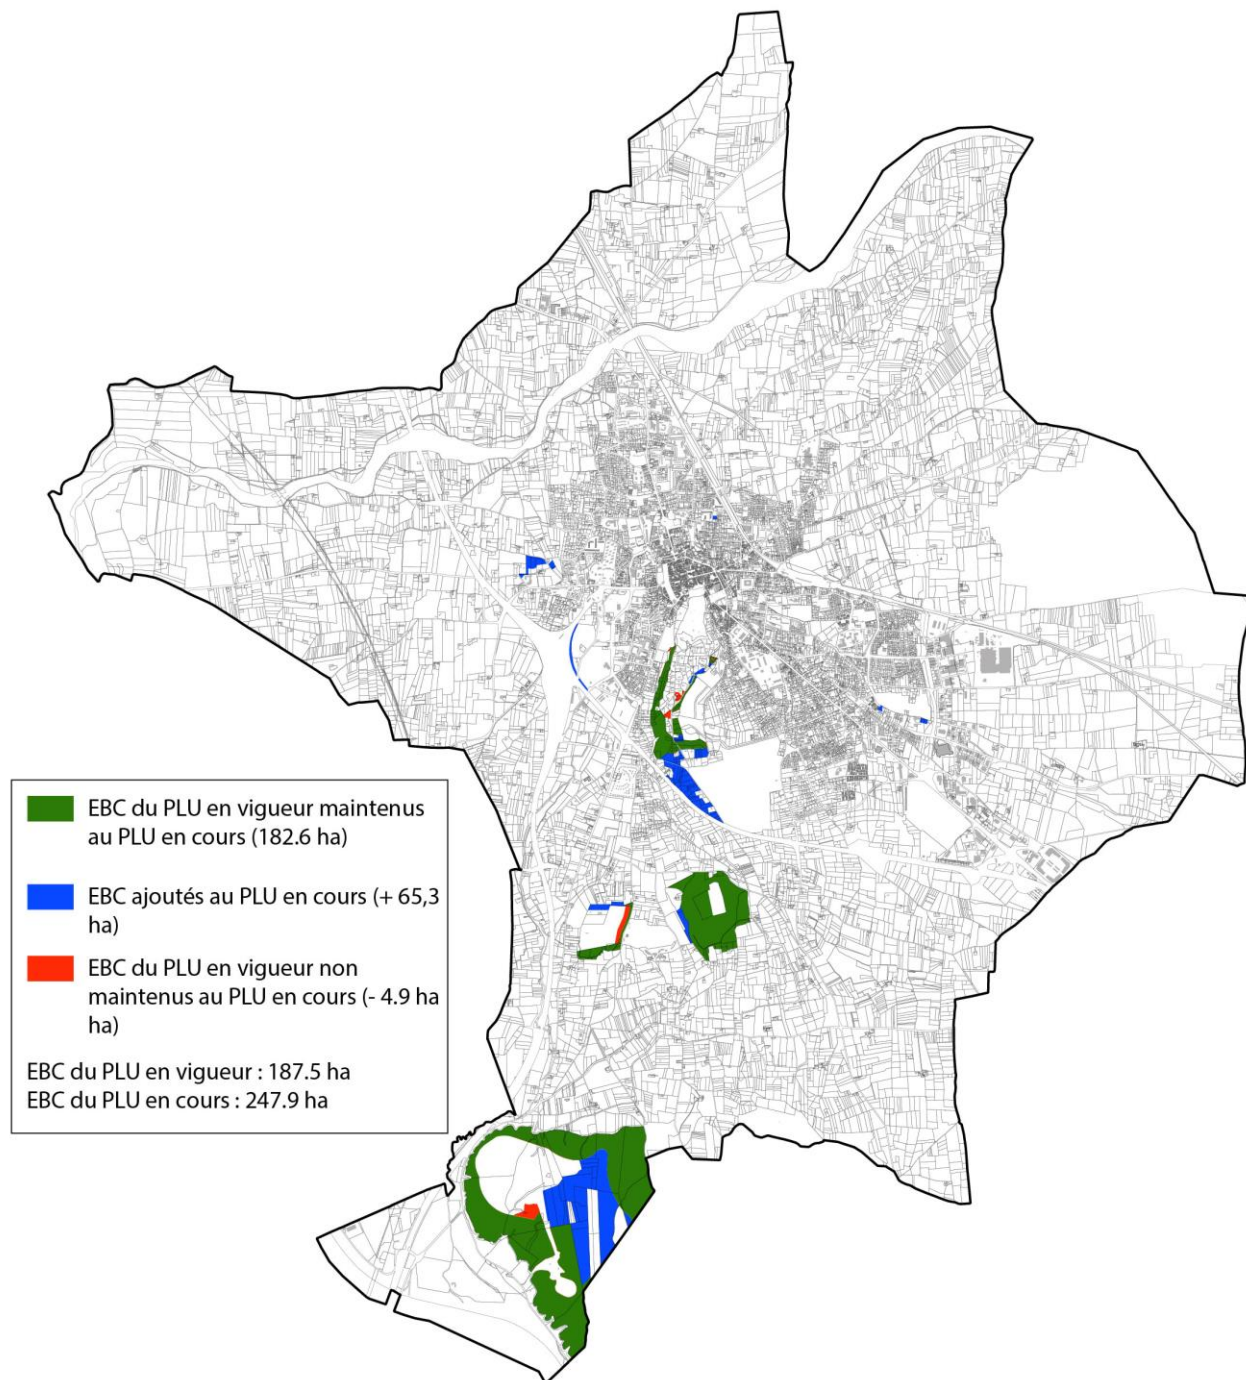 EBC du PLU en vigueur maintenus
au PLU en cours (182.6 ha)
EBC ajoutés au PLU en cours (+ 65,3
ha)
EBC du PLU en vigueur non
maintenus au PLU en cours (- 4.9 ha
ha)
EBC du PLU en vigueur : 187.5 ha
EBC du PLU en cours : 247.9 ha